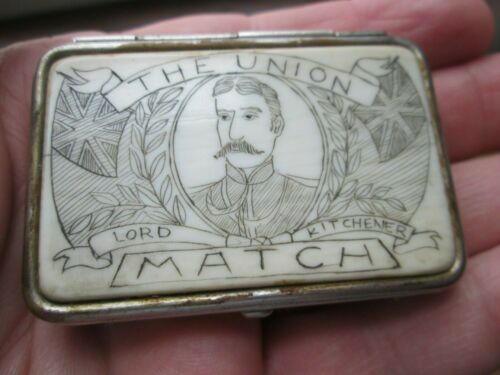 THE UNION
LORD KITCHENER
MATCH